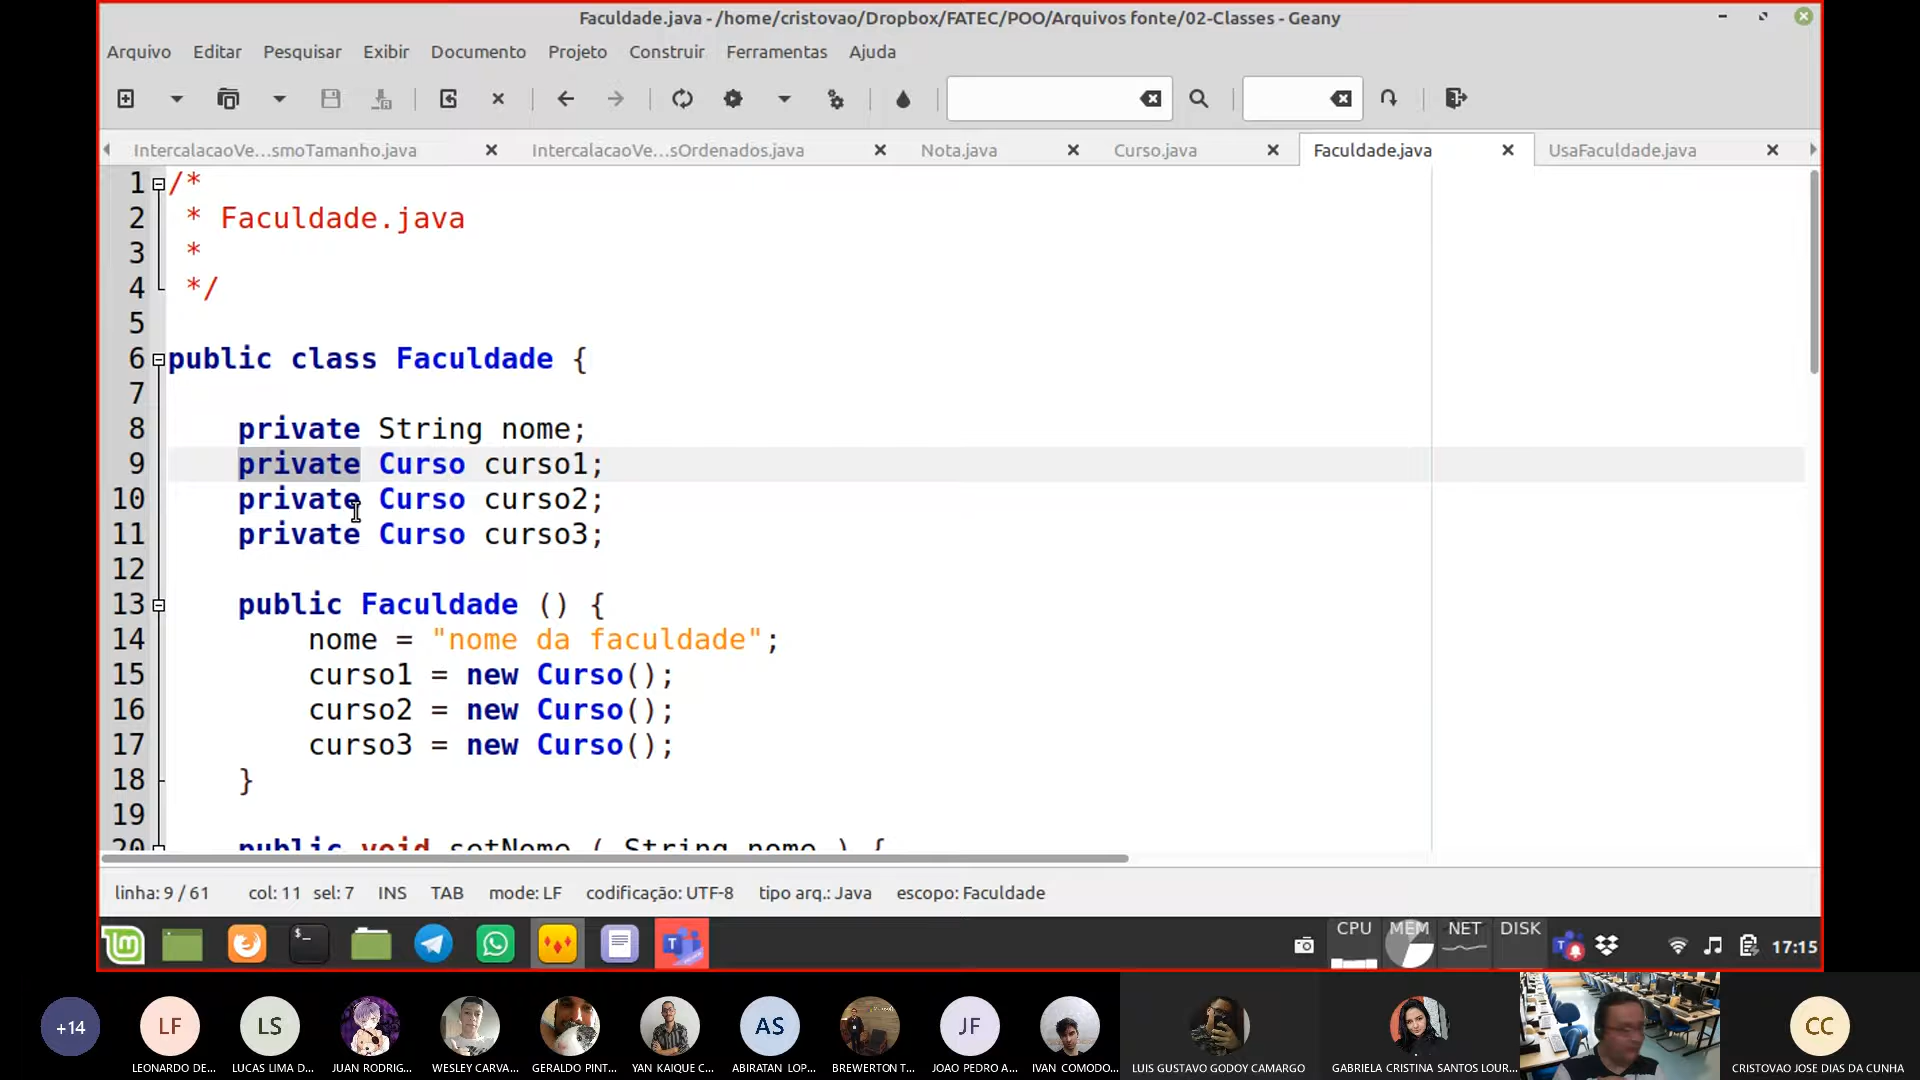 Faculdade.java - /home/cristovao/Dropbox/FATEC/POO/Arquivos fonte/02-Classes - Geany
Arquivo Editar Pesquisar Exibir Documento Projeto Construir Ferramentas Ajuda
IntercalacaoVe...smoTamanho.java IntercalacaoVe...sOrdenados.java Nota.java Curso.java Faculdade.java UsaFaculdade.java
1 /*
2 * Faculdade.java
3 *
4 */
5
6 public class Faculdade {
7
8 private String nome;
9 private Curso curso1;
10 private Curso curso2;
11 private Curso curso3;
12
13 public Faculdade () {
14 nome = "nome da faculdade";
15 curso1 = new Curso();
16 curso2 = new Curso();
17 curso3 = new Curso();
18 }
19
20 public void setNome ( String nome ) {
linha: 9 / 61 col: 11 sel: 7 INS TAB mode: LF codificação: UTF-8 tipo arq.: Java escopo: Faculdade
CPU MEM NET DISK
17:15
+14 LF LS AS JF CC
LEONARDO DE... LUCAS LIMA D... JUAN RODRIG... WESLEY CARVA... GERALDO PINT... YAN KAIQUE C... ABIRATAN LOP... BREWERTON T... JOAO PEDRO A... IVAN COMODO... LUIS GUSTAVO GODOY CAMARGO GABRIELA CRISTINA SANTOS LOUR... CRISTOVAO JOSE DIAS DA CUNHA